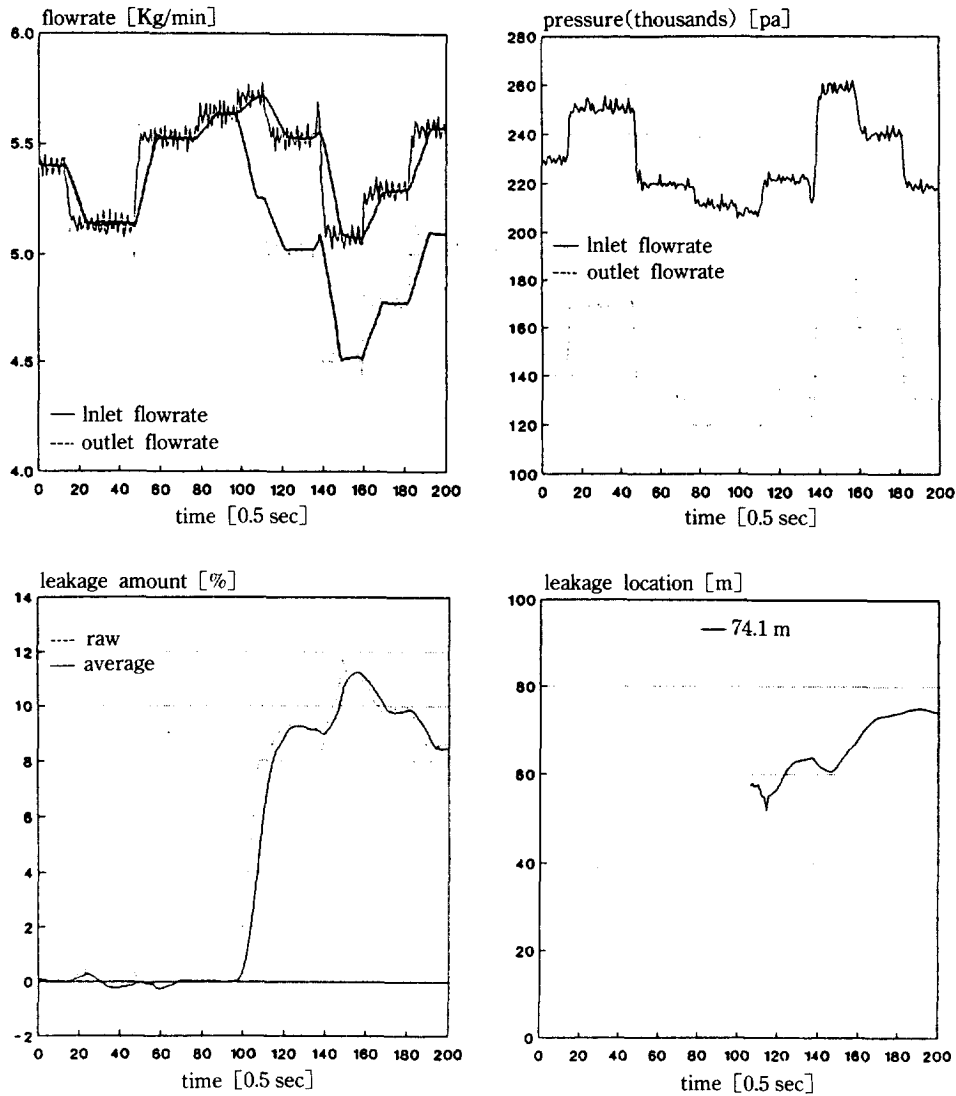 flowrate [Kg/min]
6.0
5.5
5.0
4.5
4.0
Inlet flowrate
outlet flowrate
0 20 40 60 80 100 120 140 160 180 200
time [0.5 sec]
pressure(thousands) [pa]
280
260
240
220
200
180
160
140
120
100
Inlet flowrate
outlet flowrate
0 20 40 60 80 100 120 140 160 180 200
time [0.5 sec]
leakage amount [%]
14
12
10
8
6
4
2
0
-2
raw
average
0 20 40 60 80 100 120 140 160 180 200
time [0.5 sec]
leakage location [m]
100
80
60
40
20
0
74.1 m
0 20 40 60 80 100 120 140 160 180 200
time [0.5 sec]